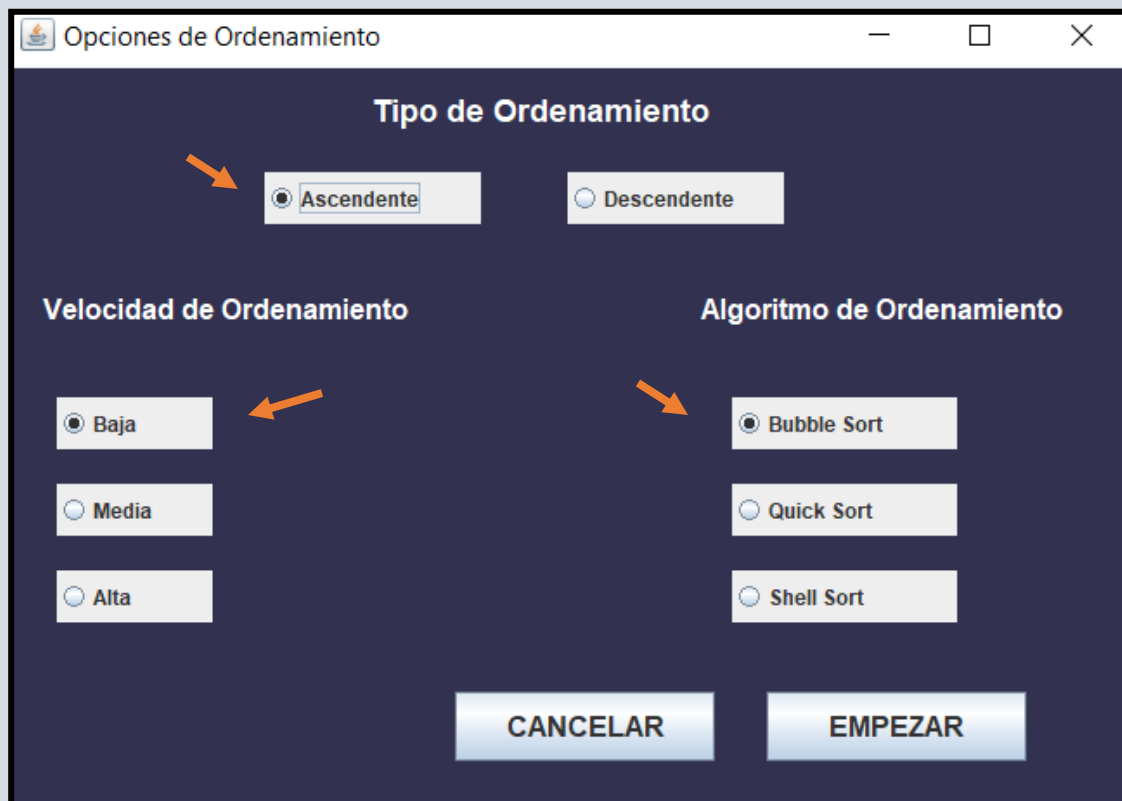 Opciones de Ordenamiento
Tipo de Ordenamiento
Ascendente Descendente
Velocidad de Ordenamiento Algoritmo de Ordenamiento
Baja Bubble Sort
Media Quick Sort
Alta Shell Sort
CANCELAR EMPEZAR